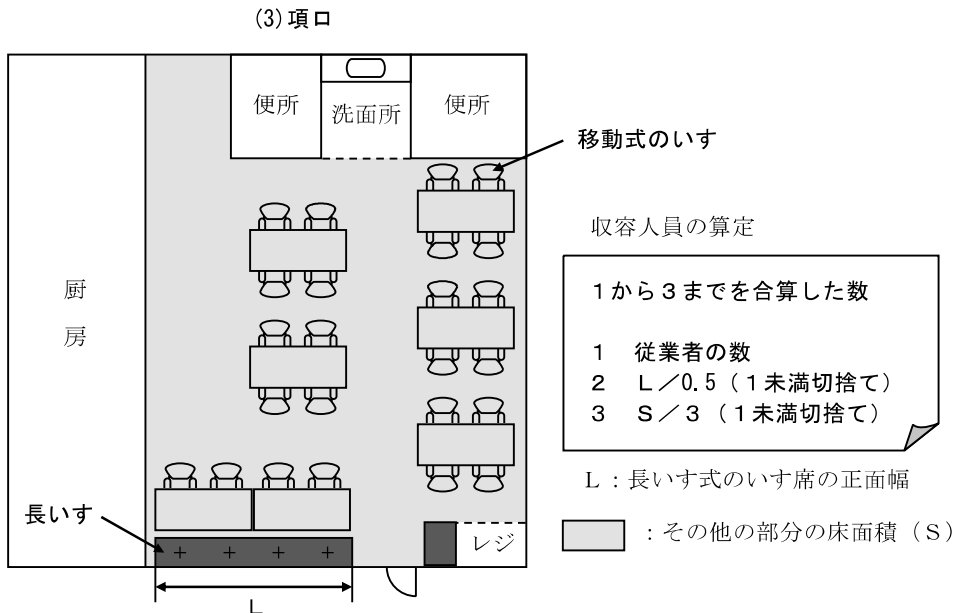 (3)項ロ
便所
洗面所
便所
移動式のいす
厨
房
収容人員の算定
1から3までを合算した数
1 従業者の数
2 L／0.5（1未満切捨て）
3 S／3（1未満切捨て）
L：長いす式のいす席の正面幅
：その他の部分の床面積（S）
長いす
レジ
L